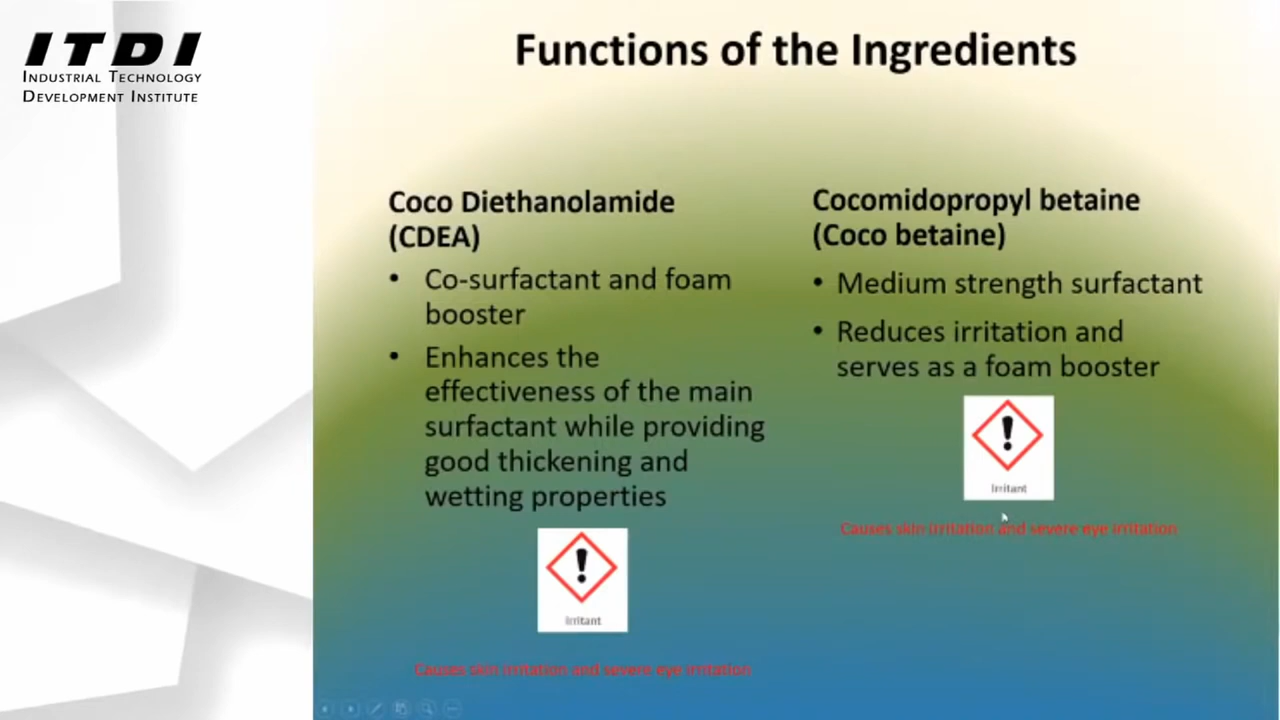 ITDI
INDUSTRIAL TECHNOLOGY
DEVELOPMENT INSTITUTE
Functions of the Ingredients
Coco Diethanolamide
(CDEA)
• Co-surfactant and foam
booster
• Enhances the
effectiveness of the main
surfactant while providing
good thickening and
wetting properties
Irritant
Causes skin irritation and severe eye irritation
Cocomidopropyl betaine
(Coco betaine)
• Medium strength surfactant
• Reduces irritation and
serves as a foam booster
Irritant
Causes skin irritation and severe eye irritation